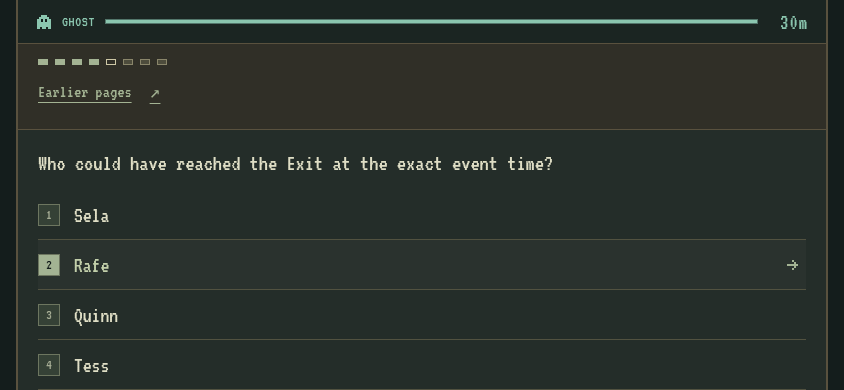 GHOST 30m
Earlier pages ↗
Who could have reached the Exit at the exact event time?
1 Sela
2 Rafe →
3 Quinn
4 Tess